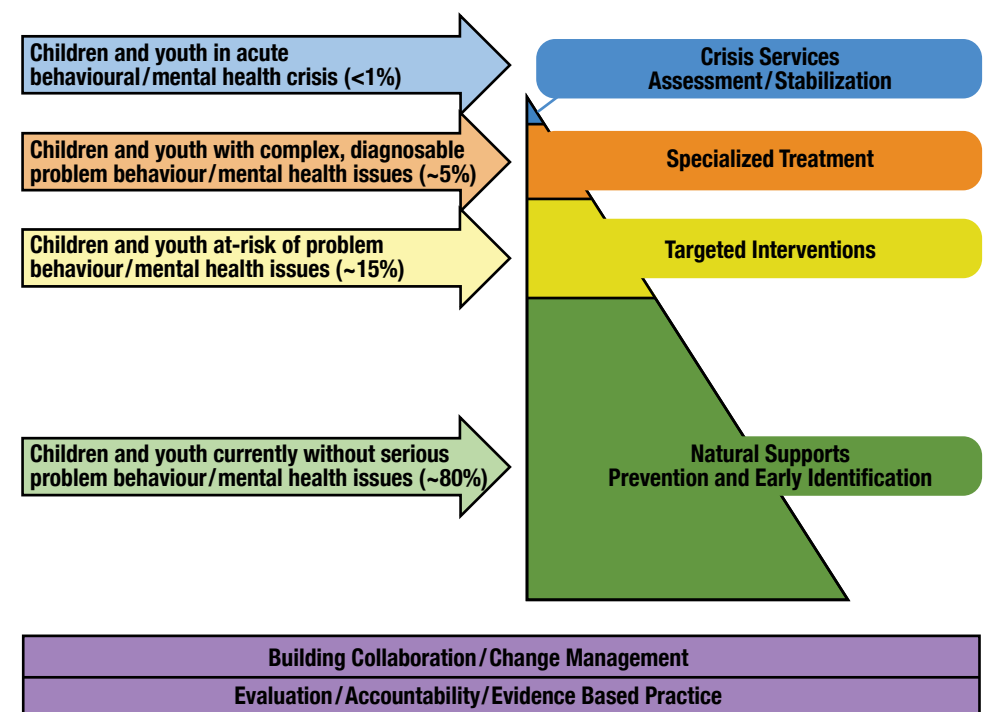 Children and youth in acute
behavioural/mental health crisis (<1%)
Crisis Services
Assessment/Stabilization
Children and youth with complex, diagnosable
problem behaviour/mental health issues (~5%)
Specialized Treatment
Children and youth at-risk of problem
behaviour/mental health issues (~15%)
Targeted Interventions
Children and youth currently without serious
problem behaviour/mental health issues (~80%)
Natural Supports
Prevention and Early Identification
Building Collaboration/Change Management
Evaluation/Accountability/Evidence Based Practice